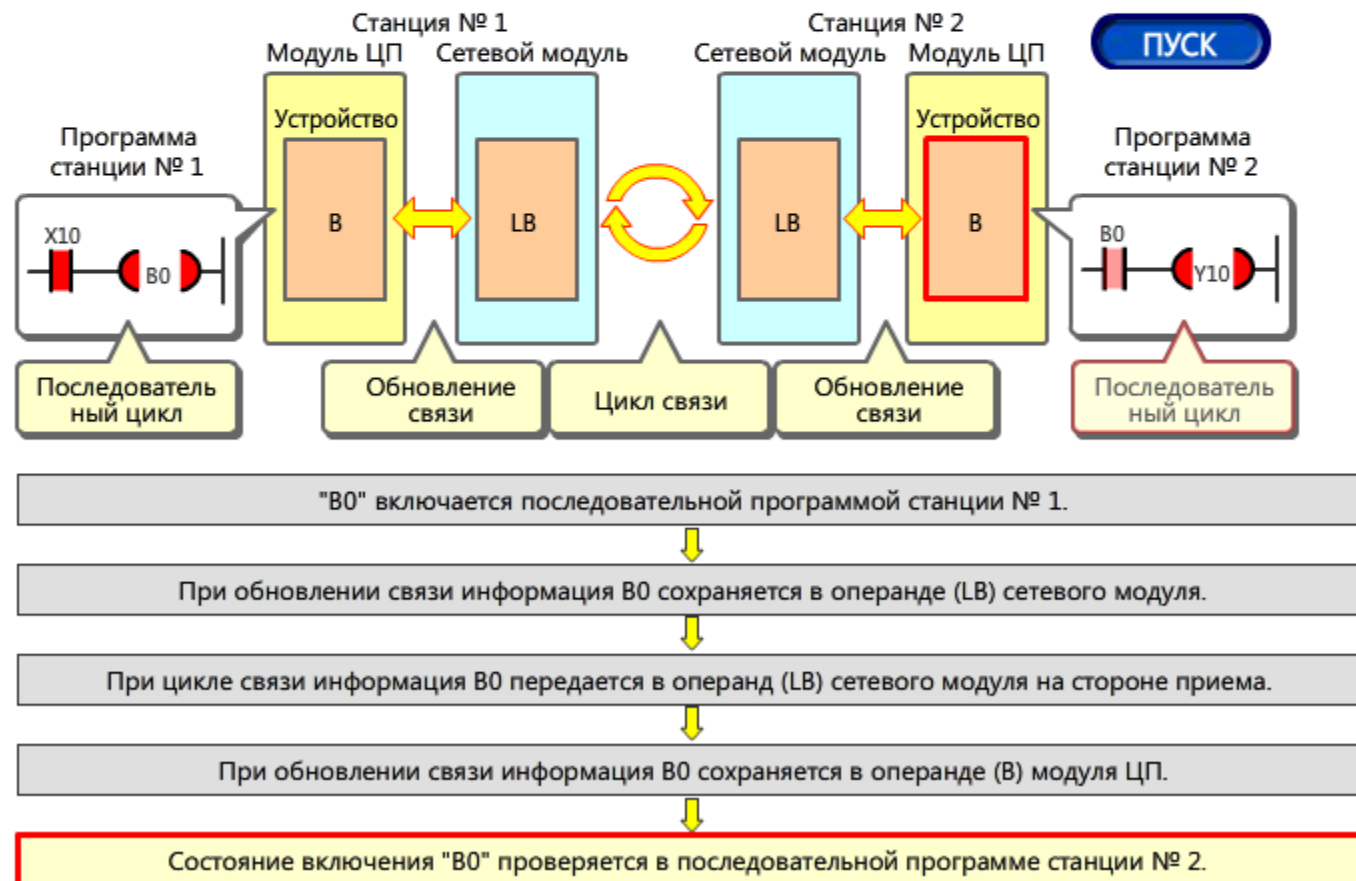 Станция № 1
Станция № 2
ПУСК
Модуль ЦП
Сетевой модуль
Сетевой модуль
Модуль ЦП
Программа
станции № 1
Устройство
Устройство
Программа
станции № 2
X10
B0
B
LB
LB
B
B0
Y10
Последователь
ный цикл
Обновление
связи
Цикл связи
Обновление
связи
Последователь
ный цикл
"B0" включается последовательной программой станции № 1.
При обновлении связи информация B0 сохраняется в операнде (LB) сетевого модуля.
При цикле связи информация B0 передается в операнд (LB) сетевого модуля на стороне приема.
При обновлении связи информация B0 сохраняется в операнде (B) модуля ЦП.
Состояние включения "B0" проверяется в последовательной программе станции № 2.